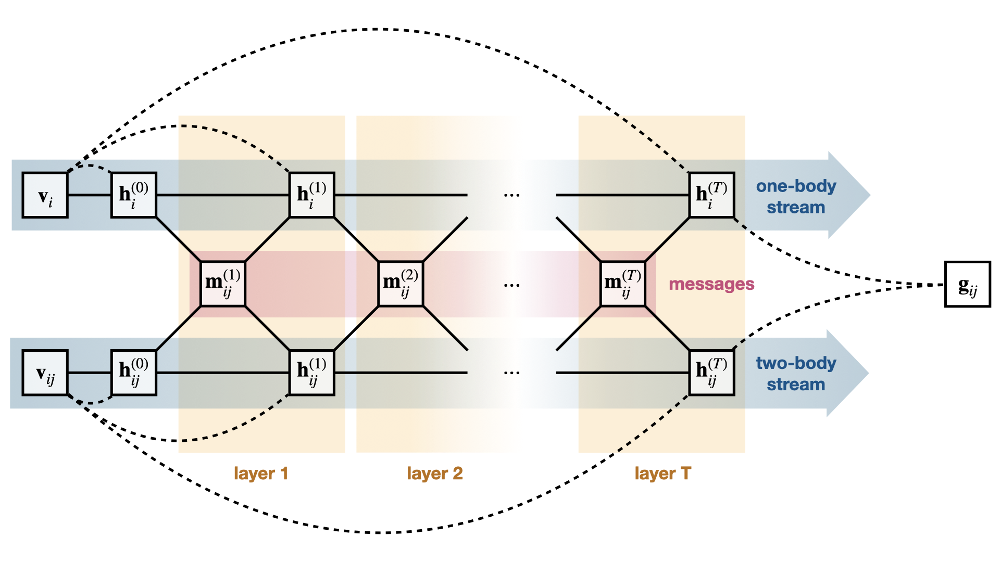 v_i h_i^(0) h_i^(1) ... h_i^(T) one-body
stream
m_ij^(1) m_ij^(2) ... m_ij^(T) messages g_ij
v_ij h_ij^(0) h_ij^(1) ... h_ij^(T) two-body
stream
layer 1 layer 2 layer T